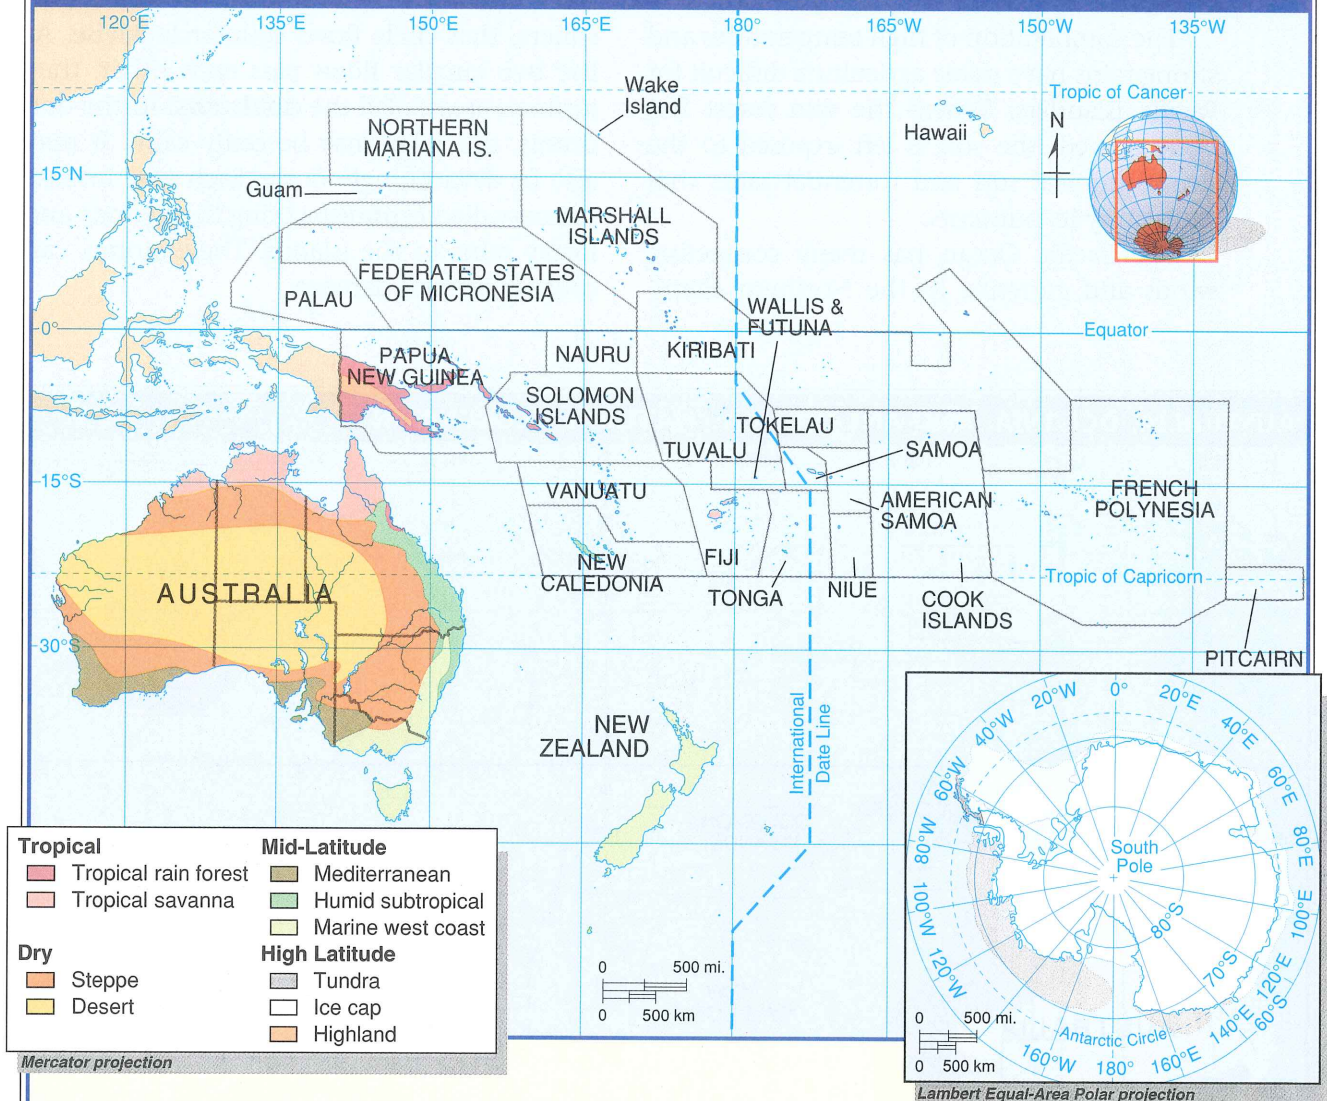 120°E 135°E 150°E 165°E 180° 165°W 150°W 135°W
Tropic of Cancer
Wake
Island
Hawaii
N
NORTHERN
MARIANA IS.
15°N
Guam
MARSHALL
ISLANDS
FEDERATED STATES
OF MICRONESIA
PALAU
WALLIS &
FUTUNA
0°
Equator
PAPUA
NEW GUINEA
NAURU
KIRIBATI
SOLOMON
ISLANDS
TOKELAU
TUVALU
SAMOA
15°S
VANUATU
AMERICAN
SAMOA
FRENCH
POLYNESIA
FIJI
NEW
CALEDONIA
Tropic of Capricorn
AUSTRALIA
TONGA
NIUE
COOK
ISLANDS
30°S
PITCAIRN
NEW
ZEALAND
International
Date Line
0 500 mi.
0 500 km
Tropical
Tropical rain forest
Tropical savanna
Dry
Steppe
Desert
Mid-Latitude
Mediterranean
Humid subtropical
Marine west coast
High Latitude
Tundra
Ice cap
Highland
Mercator projection
20°W 0° 20°E
40°W 40°E
60°W 60°E
80°W 80°E
South
Pole
100°W 100°E
80°S
120°W 70°S 120°E
60°S
140°E
0 500 mi.
Antarctic Circle
0 500 km
160°W 180° 160°E
Lambert Equal-Area Polar projection